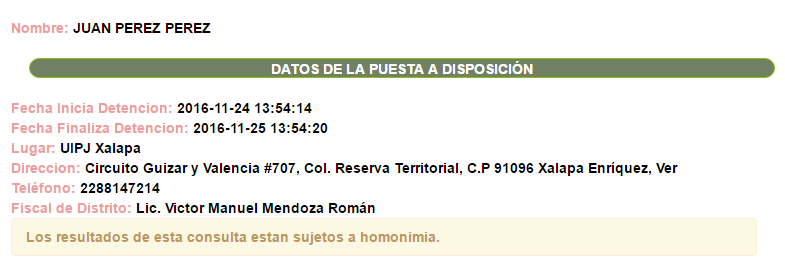 Nombre: JUAN PEREZ PEREZ
DATOS DE LA PUESTA A DISPOSICIÓN
Fecha Inicia Detencion: 2016-11-24 13:54:14
Fecha Finaliza Detencion: 2016-11-25 13:54:20
Lugar: UIPJ Xalapa
Direccion: Circuito Guizar y Valencia #707, Col. Reserva Territorial, C.P 91096 Xalapa Enríquez, Ver
Teléfono: 2288147214
Fiscal de Distrito: Lic. Victor Manuel Mendoza Román
Los resultados de esta consulta estan sujetos a homonimia.